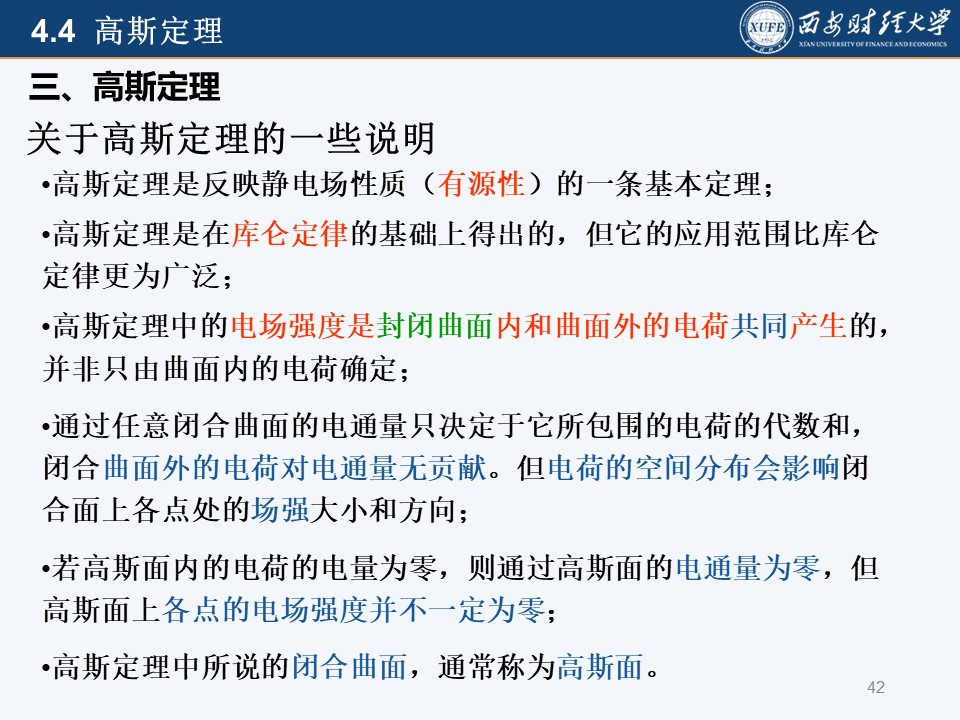 4.4 高斯定理
XUFE
西安财经大学
XI'AN UNIVERSITY OF FINANCE AND ECONOMICS
三、高斯定理
关于高斯定理的一些说明
•高斯定理是反映静电场性质（有源性）的一条基本定理；
•高斯定理是在库仑定律的基础上得出的，但它的应用范围比库仑
定律更为广泛；
•高斯定理中的电场强度是封闭曲面内和曲面外的电荷共同产生的，
并非只由曲面内的电荷确定；
•通过任意闭合曲面的电通量只决定于它所包围的电荷的代数和，
闭合曲面外的电荷对电通量无贡献。但电荷的空间分布会影响闭
合面上各点处的场强大小和方向；
•若高斯面内的电荷的电量为零，则通过高斯面的电通量为零，但
高斯面上各点的电场强度并不一定为零；
•高斯定理中所说的闭合曲面，通常称为高斯面。
42